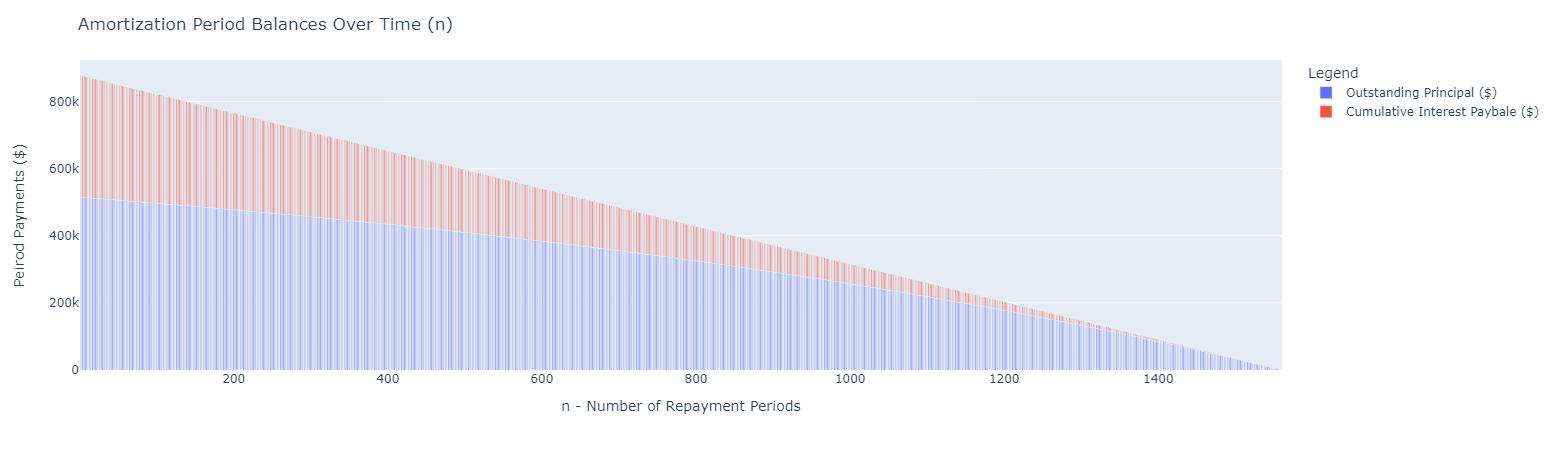 Amortization Period Balances Over Time (n)
Legend
Outstanding Principal ($)
Cumulative Interest Paybale ($)
Peirod Payments ($)
800k
600k
400k
200k
0
200
400
600
800
1000
1200
1400
n - Number of Repayment Periods